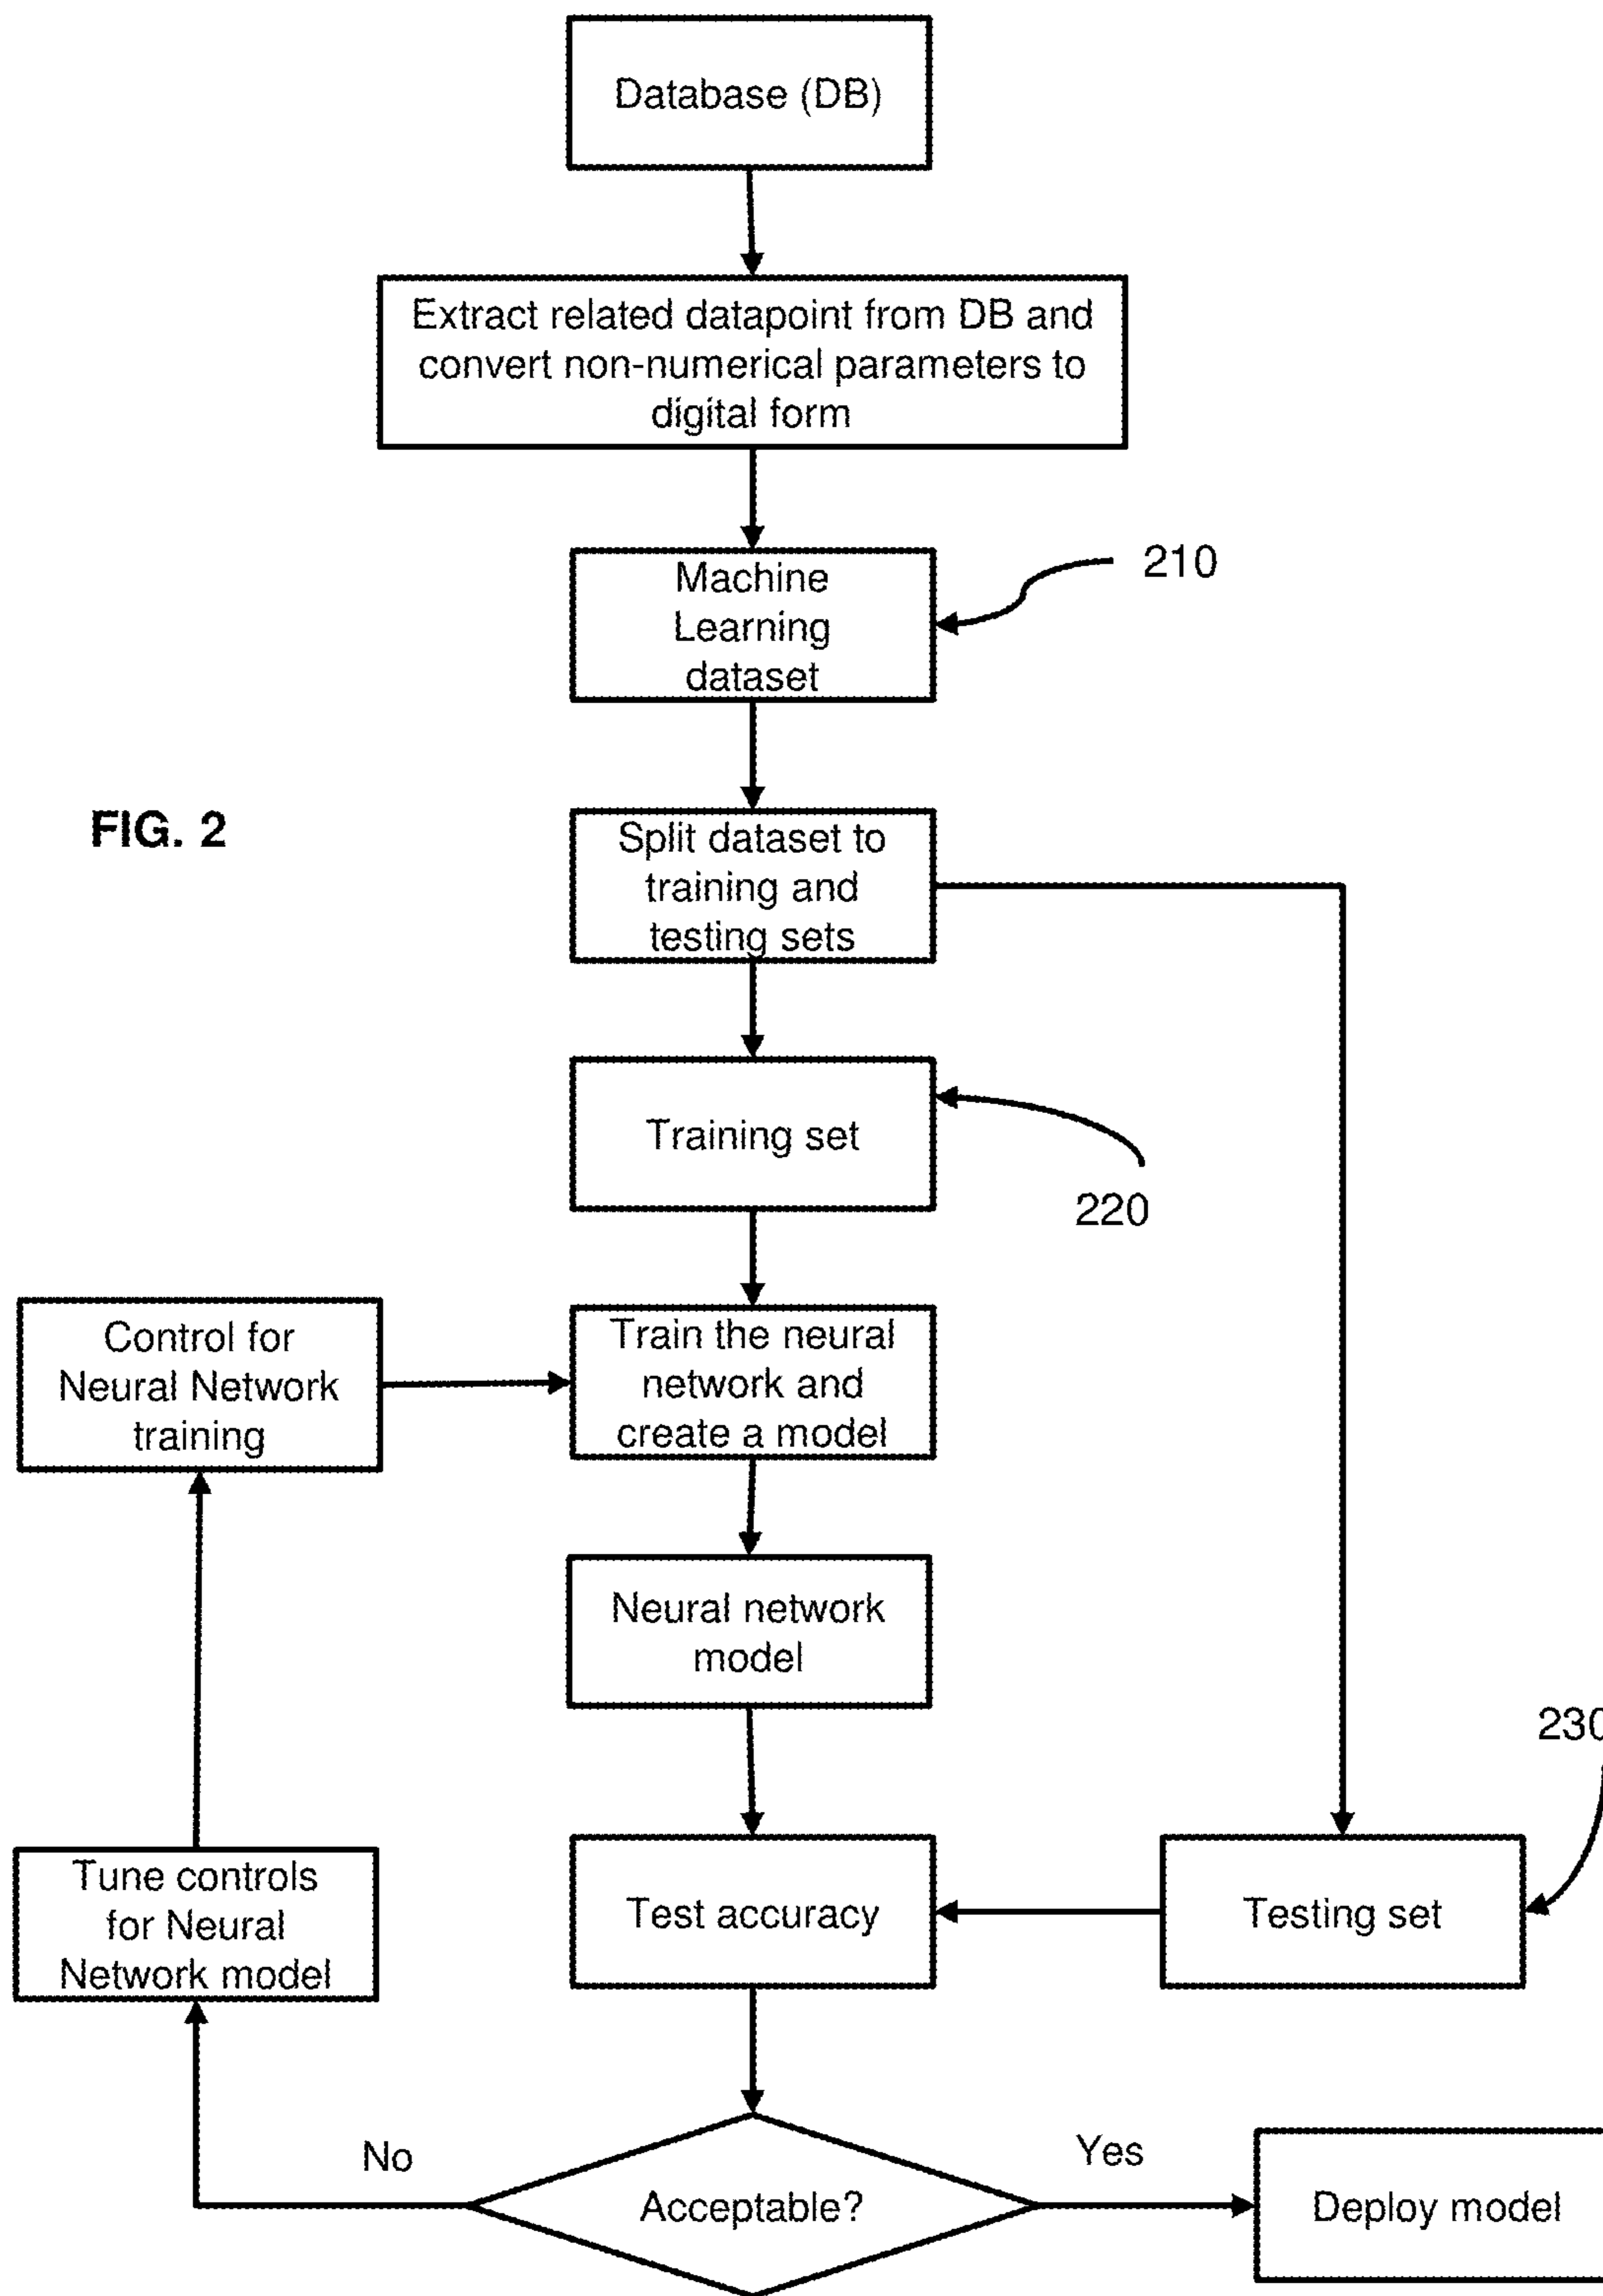 Database (DB)
Extract related datapoint from DB and
convert non-numerical parameters to
digital form
Machine
Learning
dataset
210
FIG. 2
Split dataset to
training and
testing sets
Training set
220
Control for
Neural Network
training
Train the neural
network and
create a model
Neural network
model
230
Tune controls
for Neural
Network model
Test accuracy
Testing set
No
Yes
Acceptable?
Deploy model